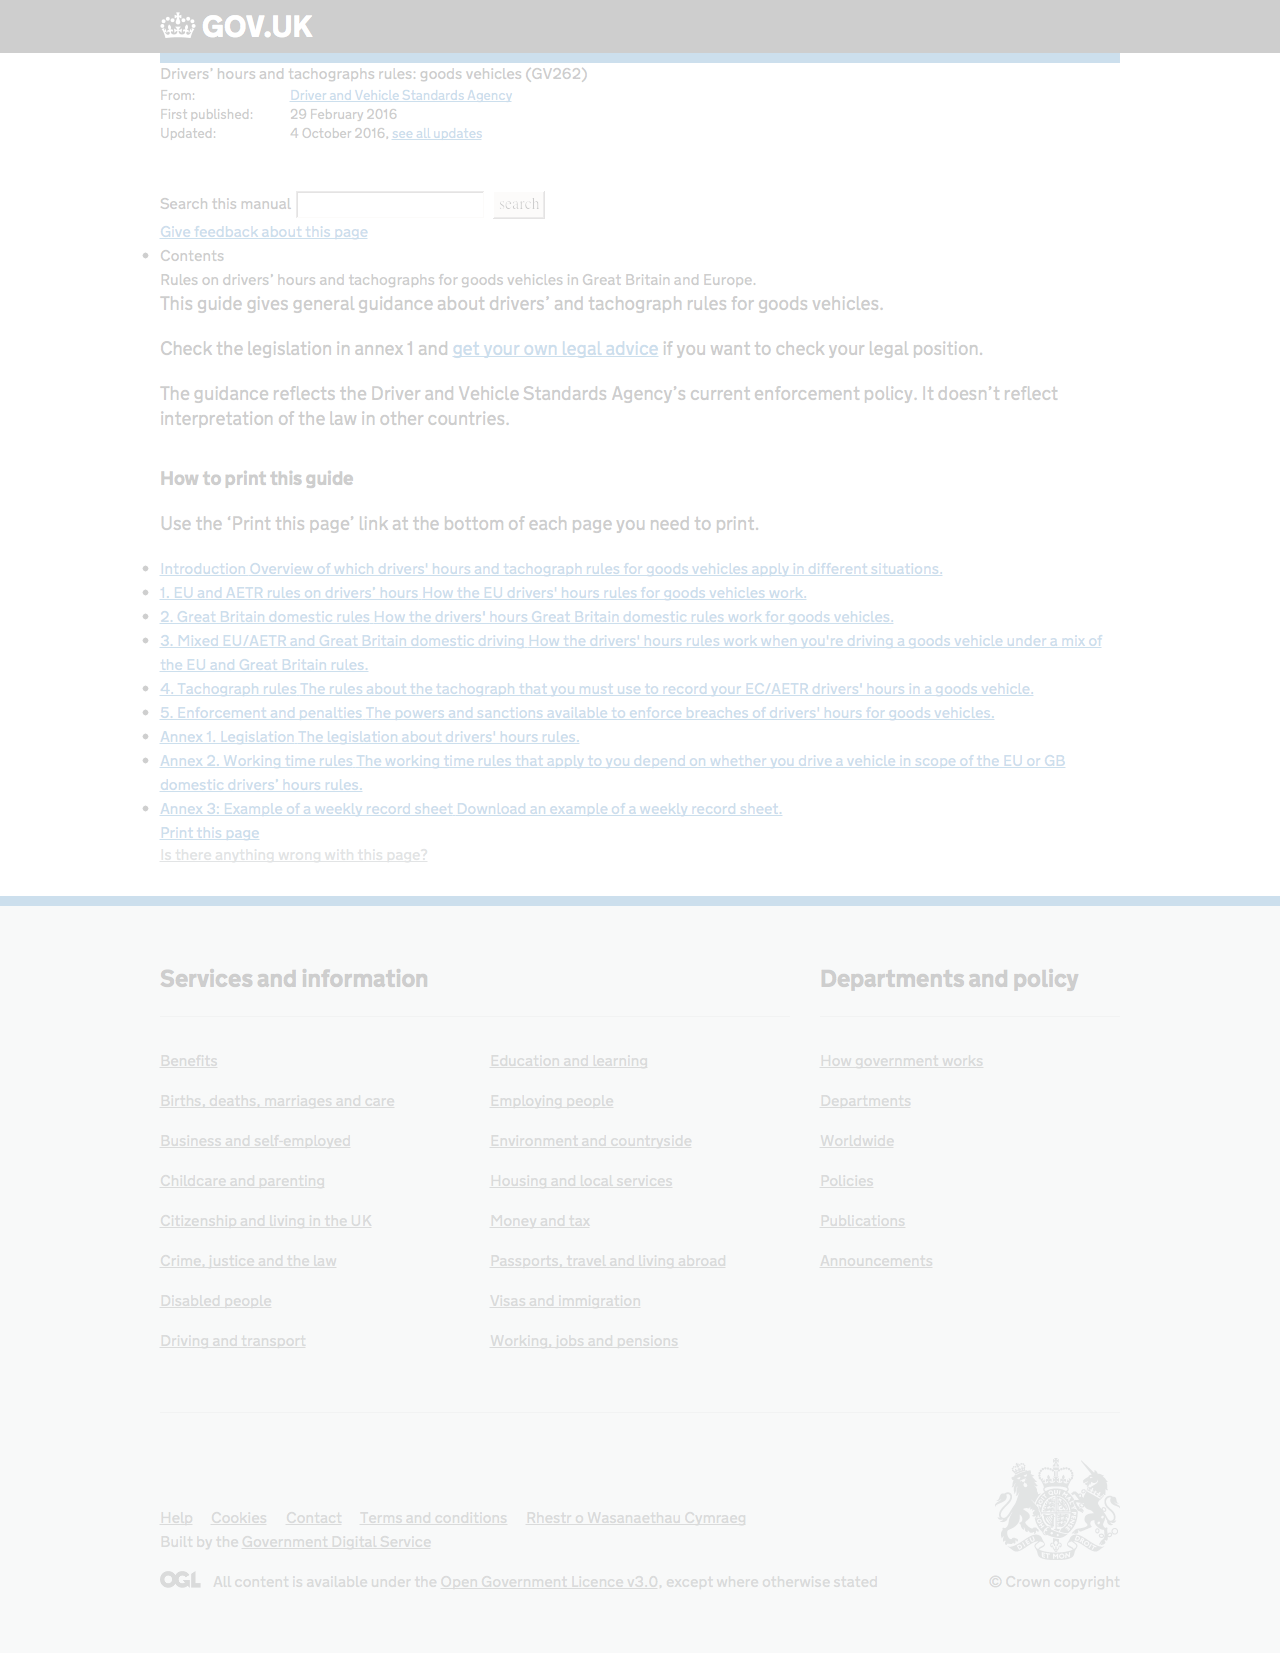 GOV.UK
Drivers' hours and tachographs rules: goods vehicles (GV262)
From: Driver and Vehicle Standards Agency
First published: 29 February 2016
Updated: 4 October 2016, see all updates
Search this manual search
Give feedback about this page
Contents
Rules on drivers' hours and tachographs for goods vehicles in Great Britain and Europe.
This guide gives general guidance about drivers' and tachograph rules for goods vehicles.
Check the legislation in annex 1 and get your own legal advice if you want to check your legal position.
The guidance reflects the Driver and Vehicle Standards Agency's current enforcement policy. It doesn't reflect
interpretation of the law in other countries.
How to print this guide
Use the 'Print this page' link at the bottom of each page you need to print.
Introduction Overview of which drivers' hours and tachograph rules for goods vehicles apply in different situations.
1. EU and AETR rules on drivers' hours How the EU drivers' hours rules for goods vehicles work.
2. Great Britain domestic rules How the drivers' hours Great Britain domestic rules work for goods vehicles.
3. Mixed EU/AETR and Great Britain domestic driving How the drivers' hours rules work when you're driving a goods vehicle under a mix of
the EU and Great Britain rules.
4. Tachograph rules The rules about the tachograph that you must use to record your EC/AETR drivers' hours in a goods vehicle.
5. Enforcement and penalties The powers and sanctions available to enforce breaches of drivers' hours for goods vehicles.
Annex 1. Legislation The legislation about drivers' hours rules.
Annex 2. Working time rules The working time rules that apply to you depend on whether you drive a vehicle in scope of the EU or GB
domestic drivers' hours rules.
Annex 3: Example of a weekly record sheet Download an example of a weekly record sheet.
Print this page
Is there anything wrong with this page?
Services and information
Benefits
Births, deaths, marriages and care
Business and self-employed
Childcare and parenting
Citizenship and living in the UK
Crime, justice and the law
Disabled people
Driving and transport
Education and learning
Employing people
Environment and countryside
Housing and local services
Money and tax
Passports, travel and living abroad
Visas and immigration
Working, jobs and pensions
Departments and policy
How government works
Departments
Worldwide
Policies
Publications
Announcements
Help Cookies Contact Terms and conditions Rhestr o Wasanaethau Cymraeg
Built by the Government Digital Service
OGL All content is available under the Open Government Licence v3.0, except where otherwise stated
© Crown copyright